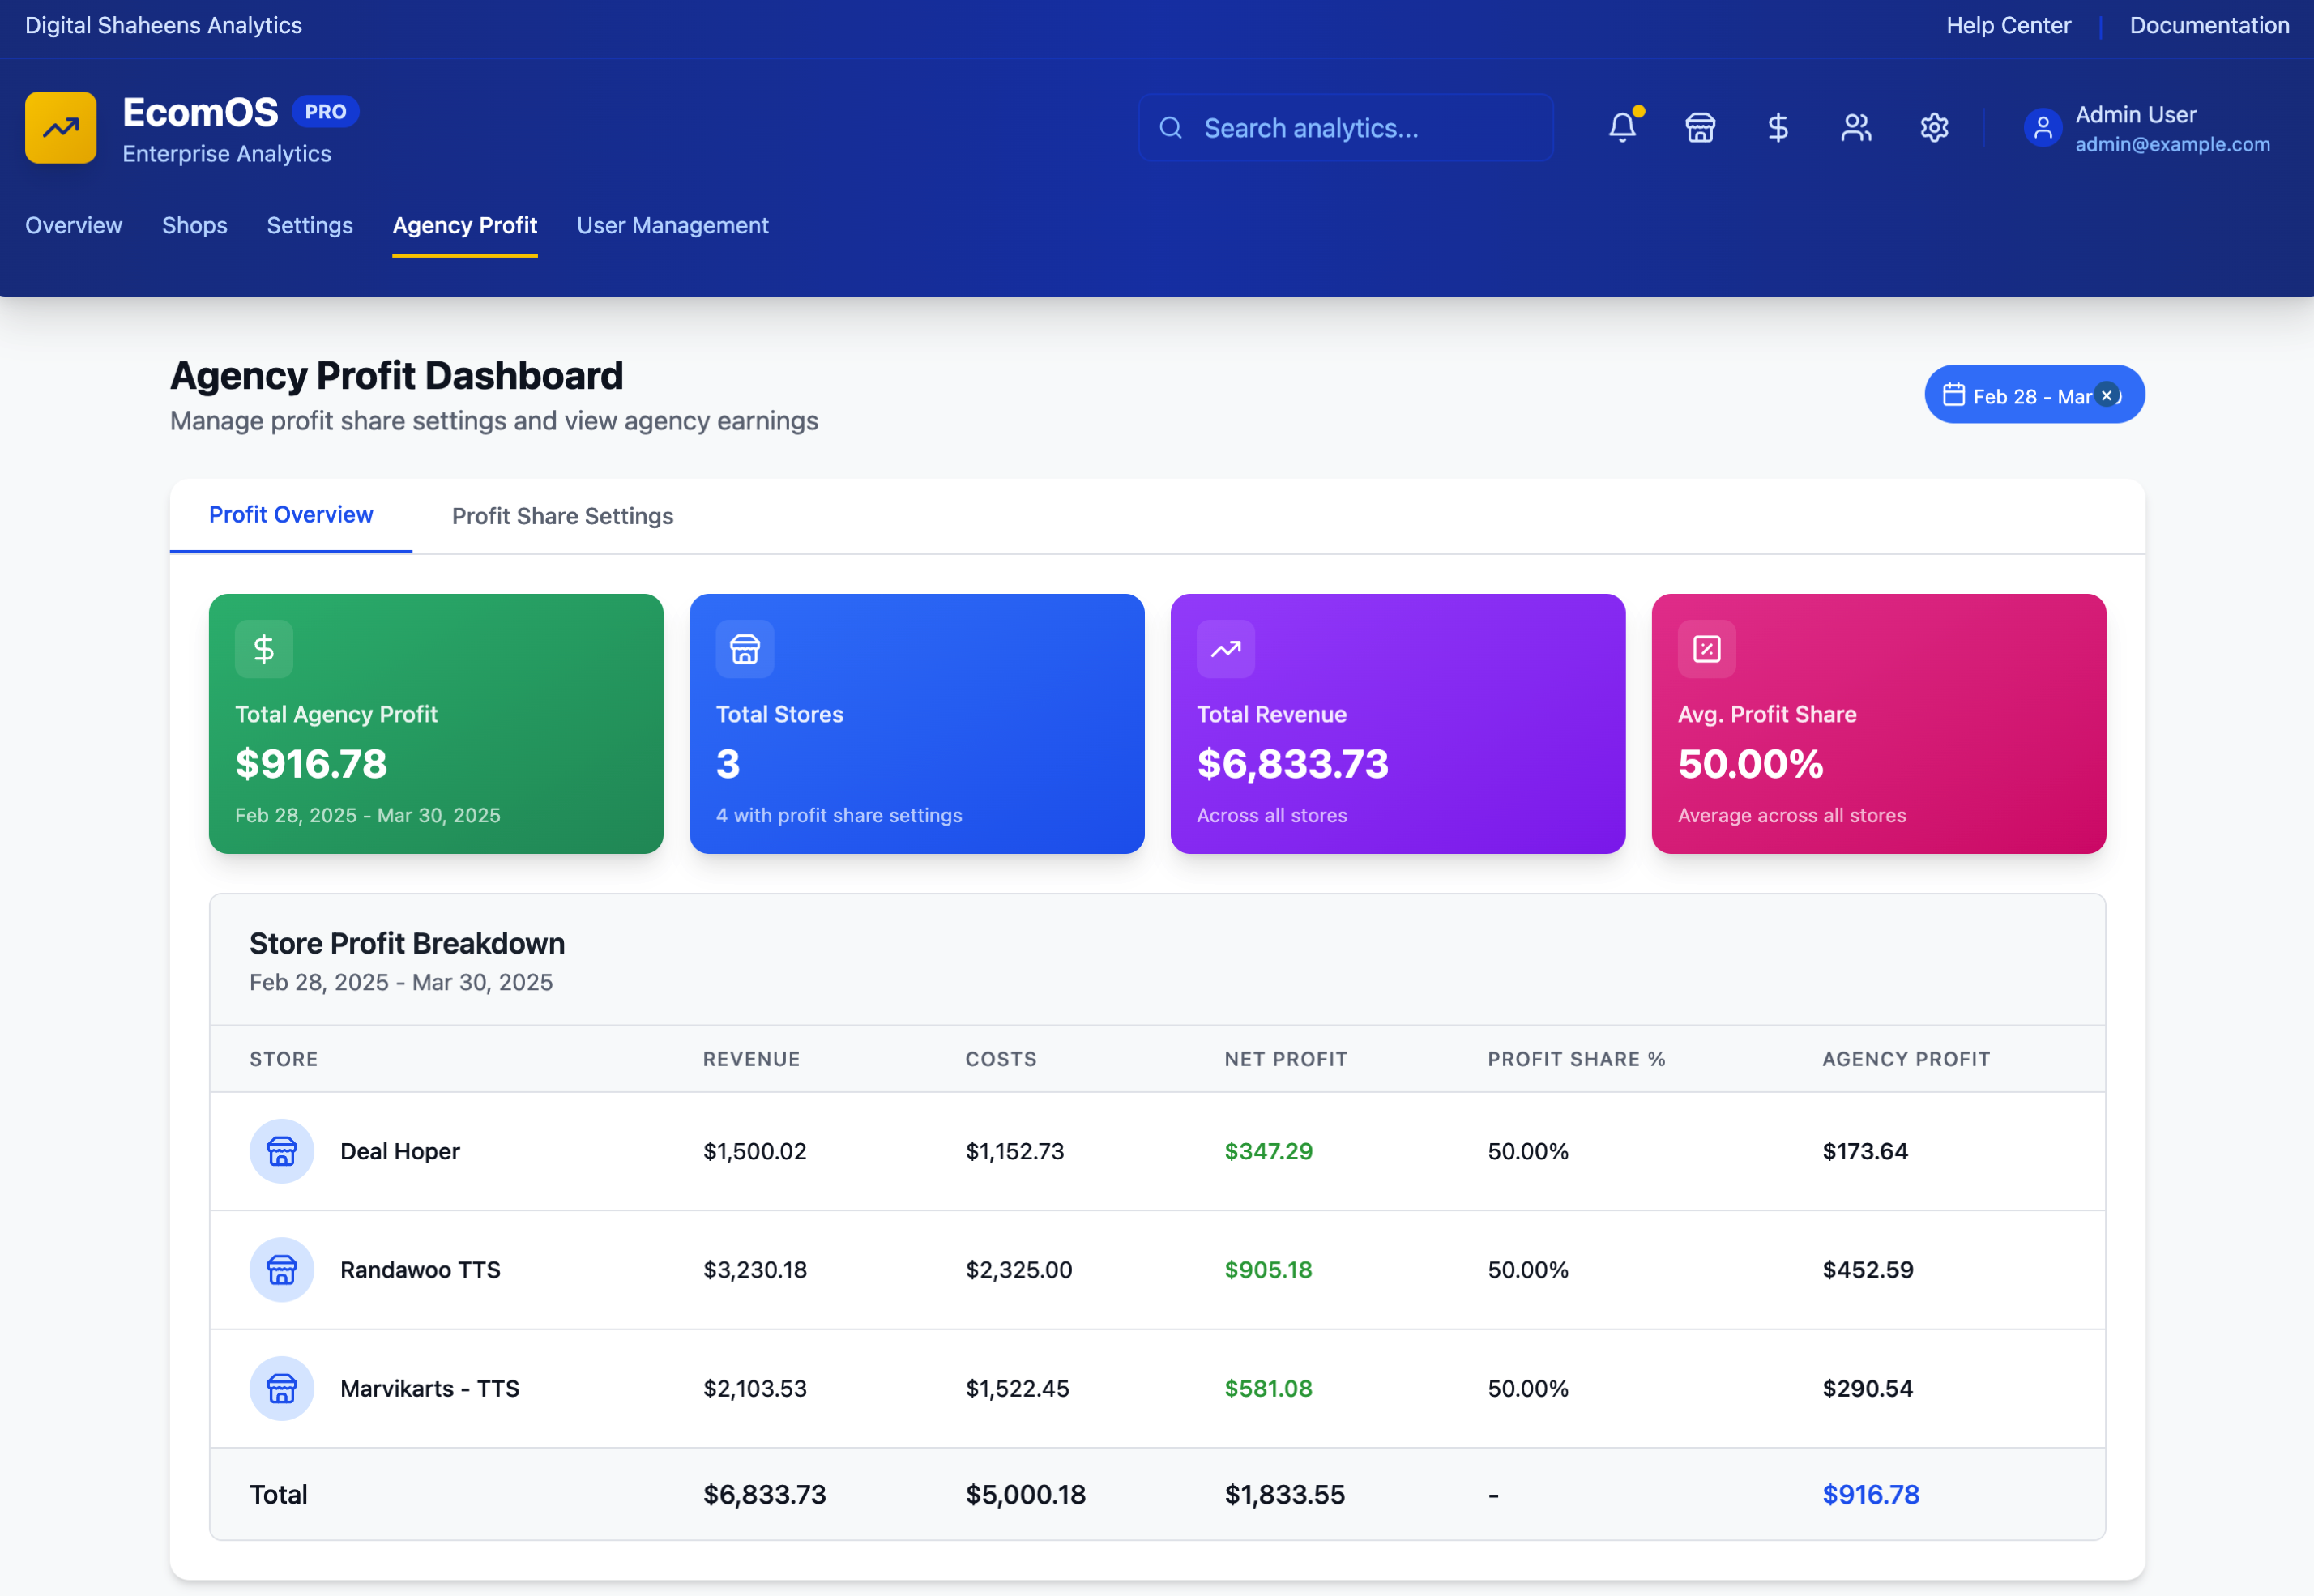 Digital Shaheens Analytics
Help Center
Documentation
EcomOS PRO
Enterprise Analytics
Search analytics...
Admin User
admin@example.com
Overview
Shops
Settings
Agency Profit
User Management
Agency Profit Dashboard
Manage profit share settings and view agency earnings
Feb 28 - Mar
Profit Overview
Profit Share Settings
Total Agency Profit
$916.78
Feb 28, 2025 - Mar 30, 2025
Total Stores
3
4 with profit share settings
Total Revenue
$6,833.73
Across all stores
Avg. Profit Share
50.00%
Average across all stores
Store Profit Breakdown
Feb 28, 2025 - Mar 30, 2025
STORE REVENUE COSTS NET PROFIT PROFIT SHARE % AGENCY PROFIT
Deal Hoper $1,500.02 $1,152.73 $347.29 50.00% $173.64
Randawoo TTS $3,230.18 $2,325.00 $905.18 50.00% $452.59
Marvikarts - TTS $2,103.53 $1,522.45 $581.08 50.00% $290.54
Total $6,833.73 $5,000.18 $1,833.55 - $916.78